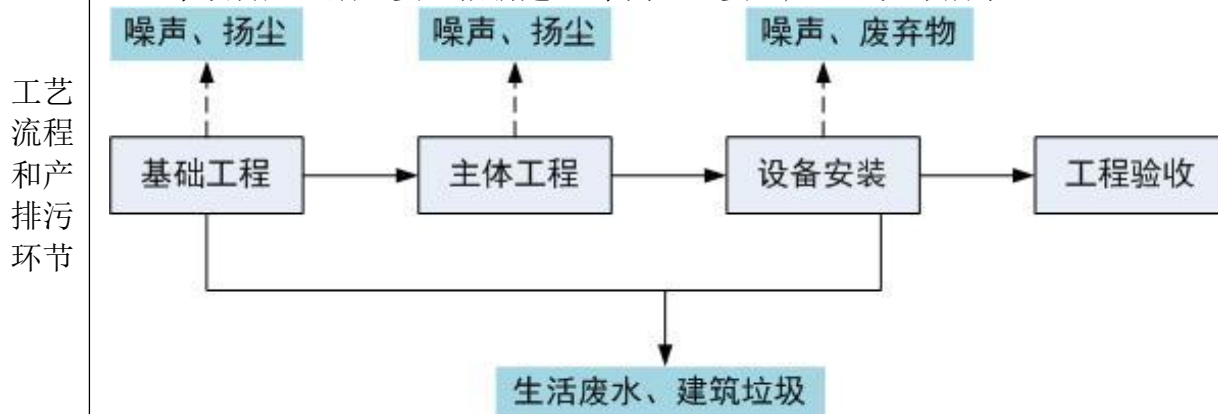 噪声、扬尘
噪声、扬尘
噪声、废弃物
工艺
流程
和产
排污
环节
基础工程
主体工程
设备安装
工程验收
生活废水、建筑垃圾